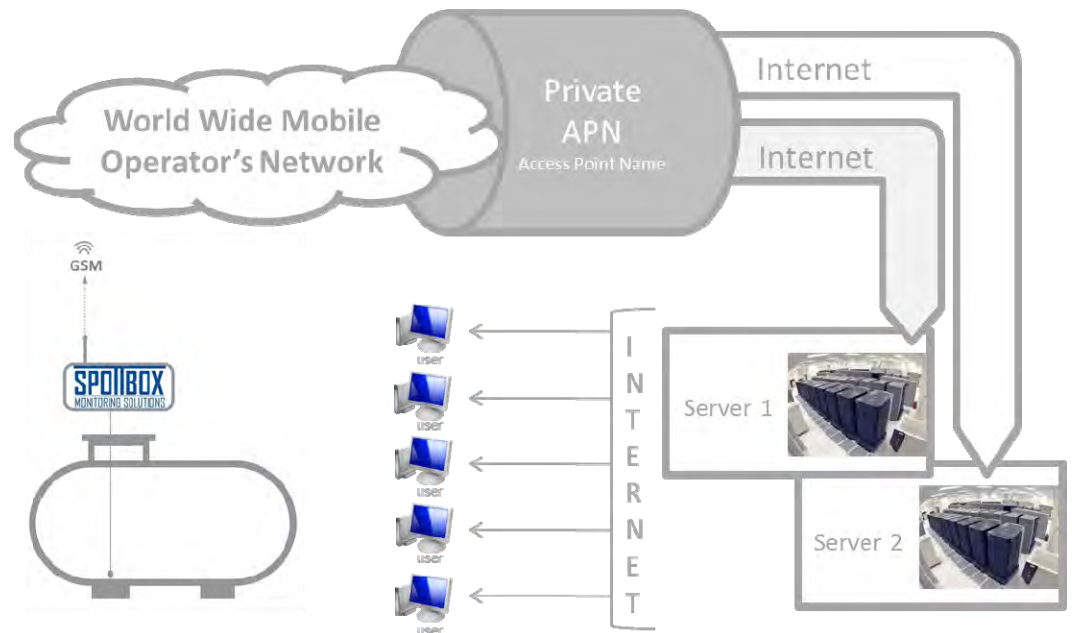 World Wide Mobile
Operator's Network
Private
APN
Access Point Name
Internet
Internet
GSM
SPOTTBOX
MONITORING SOLUTIONS
user
user
user
user
user
INTERNET
Server 1
Server 2